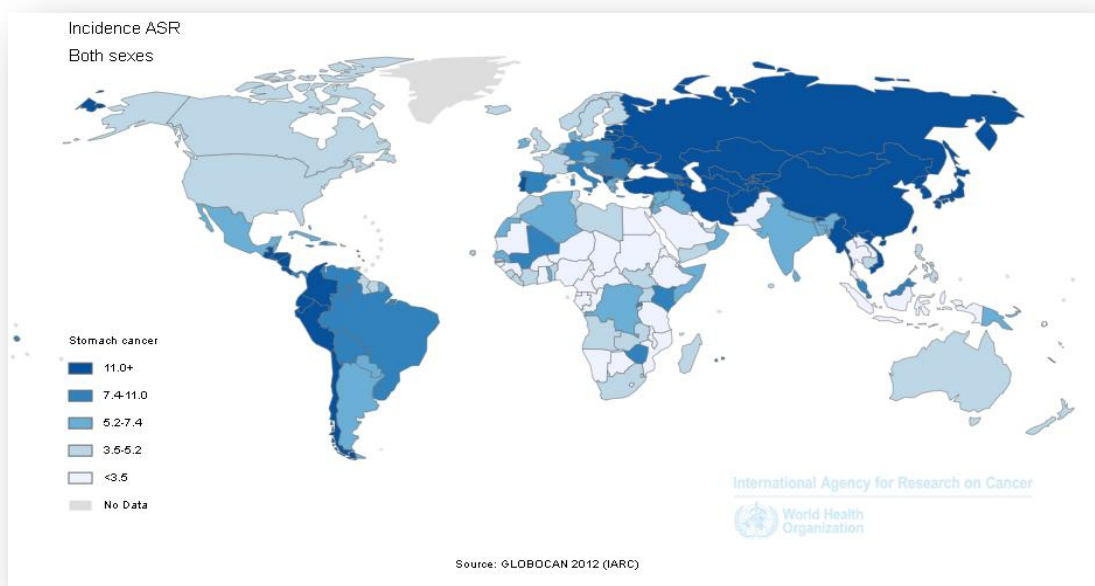 Incidence ASR
Both sexes
Stomach cancer
11.0+
7.4-11.0
5.2-7.4
3.5-5.2
<3.5
No Data
International Agency for Research on Cancer
World Health
Organization
Source: GLOBOCAN 2012 (IARC)